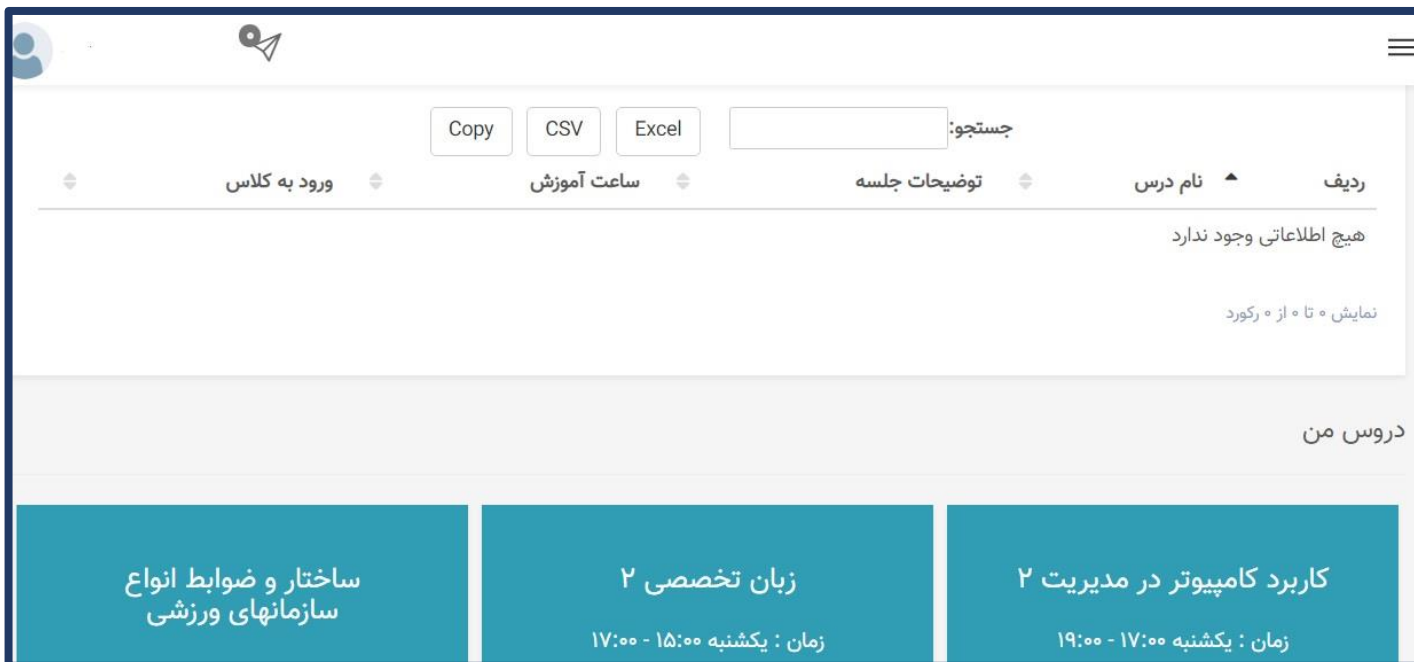 جستجو: Excel CSV Copy
ردیف نام درس توضیحات جلسه ساعت آموزش ورود به کلاس
هیچ اطلاعاتی وجود ندارد
نمایش ۰ تا ۰ از ۰ رکورد
دروس من
کاربرد کامپیوتر در مدیریت ۲
زمان : یکشنبه ۱۷:۰۰ - ۱۹:۰۰
زبان تخصصی ۲
زمان : یکشنبه ۱۵:۰۰ - ۱۷:۰۰
ساختار و ضوابط انواع
سازمانهای ورزشی